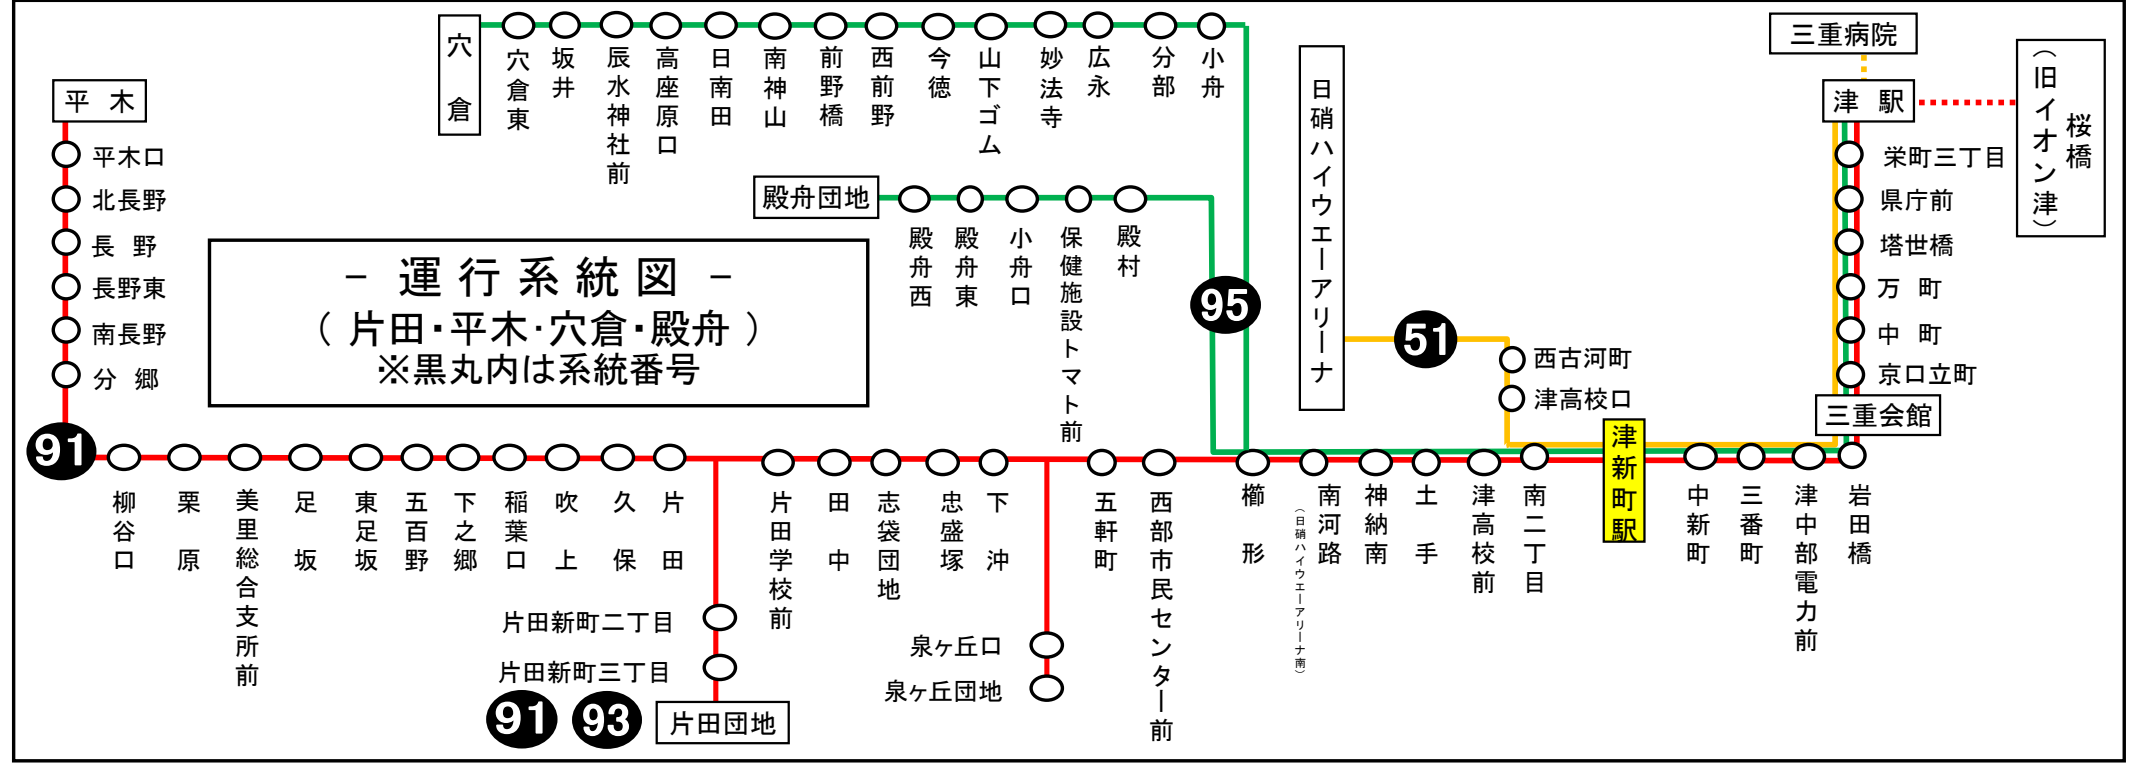 穴倉
穴倉東
坂井
辰水神社前
高座原口
日南田
南神山
前野橋
西前野
今徳
山下ゴム
妙法寺
広永
分部
小舟
三重病院
津 駅
桜橋
(旧イオン津)
日硝ハイウエーアリーナ
平 木
平木口
北長野
長 野
長野東
南長野
分 郷
殿舟団地
殿舟西
殿舟東
小舟口
保健施設トマト前
殿村
- 運行系統図 -
( 片田・平木・穴倉・殿舟 )
※黒丸内は系統番号
95
51
西古河町
津高校口
栄町三丁目
県庁前
塔世橋
万 町
中 町
京口立町
三重会館
91
柳谷口
栗 原
美里総合支所前
足 坂
東足坂
五百野
下之郷
稲葉口
吹 上
久 保
片 田
片田学校前
田 中
志袋団地
忠盛塚
下 沖
五軒町
西部市民センター前
櫛 形
南河路
(日硝ハイウエーアリーナ南)
神納南
土 手
津高校前
南二丁目
津新町駅
中新町
三番町
津中部電力前
岩田橋
片田新町二丁目
片田新町三丁目
91
93
片田団地
泉ヶ丘口
泉ヶ丘団地